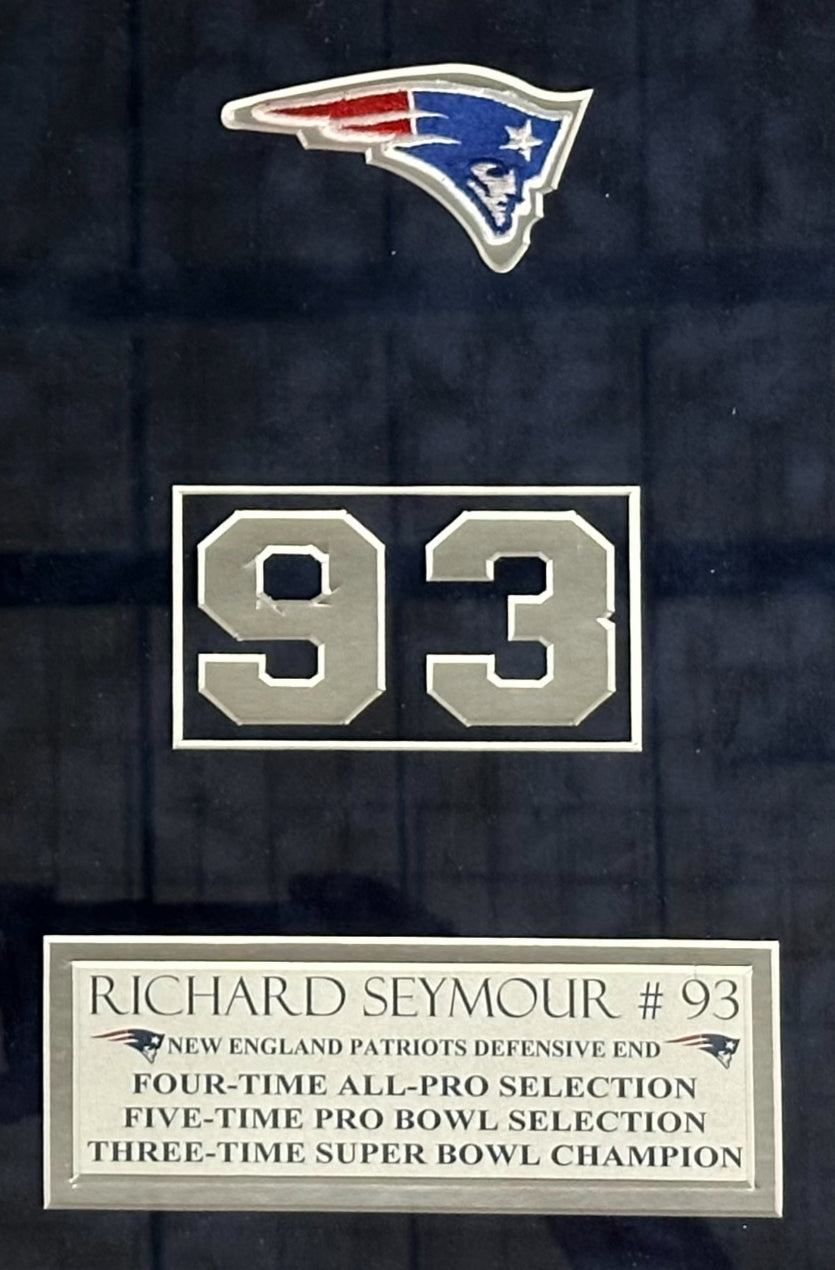 93
RICHARD SEYMOUR # 93
NEW ENGLAND PATRIOTS DEFENSIVE END
FOUR-TIME ALL-PRO SELECTION
FIVE-TIME PRO BOWL SELECTION
THREE-TIME SUPER BOWL CHAMPION